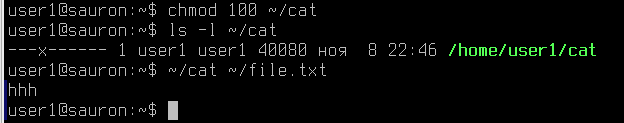 user1@sauron:~$ chmod 100 ~/cat
user1@sauron:~$ ls -l ~/cat
---x------ 1 user1 user1 40080 ноя  8 22:46 /home/user1/cat
user1@sauron:~$ ~/cat ~/file.txt
hhh
user1@sauron:~$